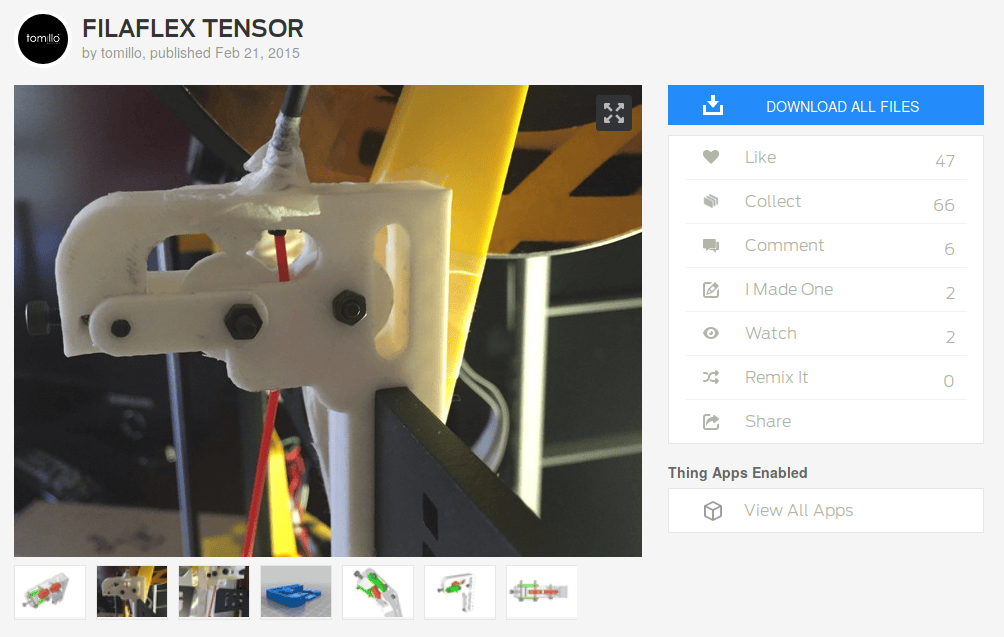 tomillo
FILAFLEX TENSOR
by tomillo, published Feb 21, 2015
DOWNLOAD ALL FILES
Like 47
Collect 66
Comment 6
I Made One 2
Watch 2
Remix It 0
Share
Thing Apps Enabled
View All Apps